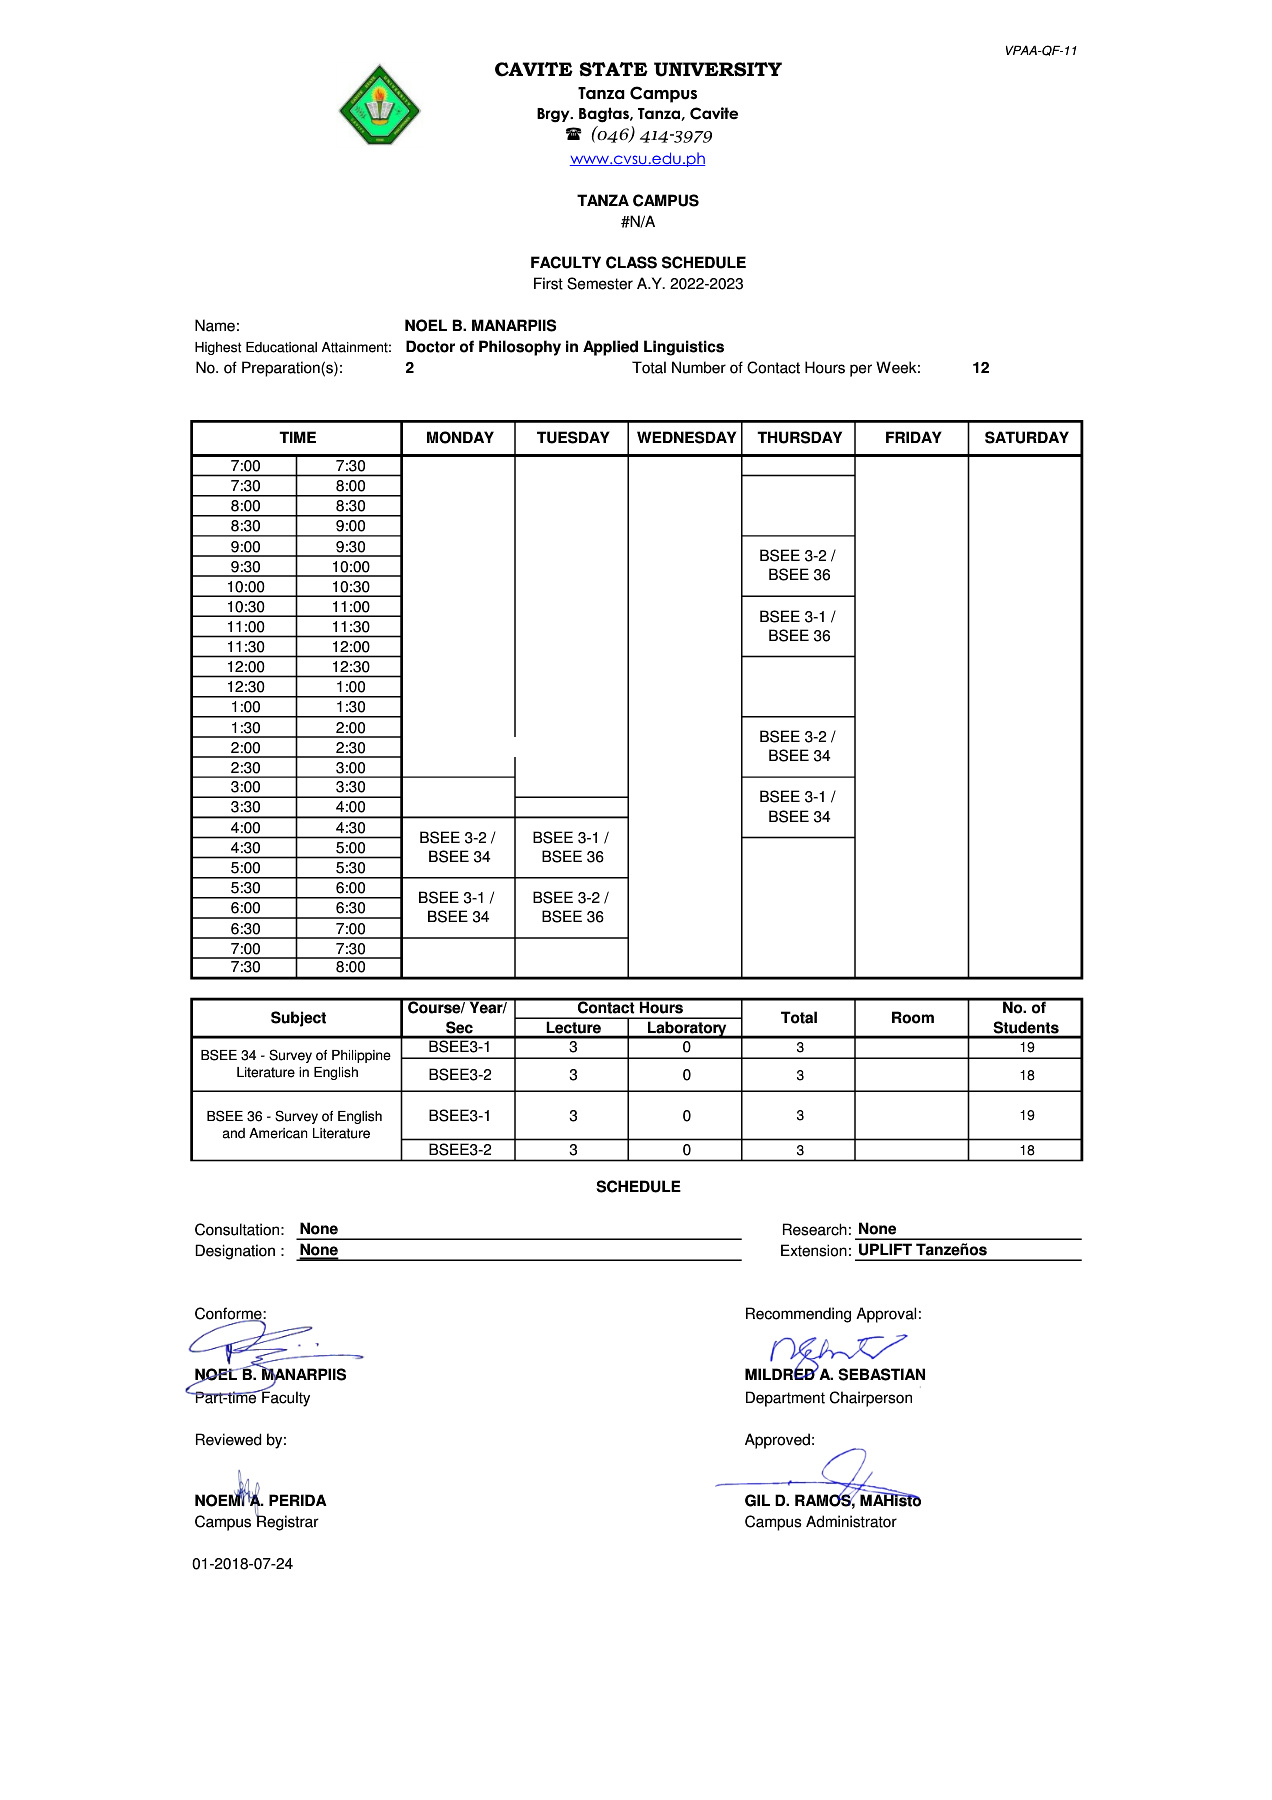 VPAA-QF-11
CAVITE STATE UNIVERSITY
Tanza Campus
Brgy. Bagtas, Tanza, Cavite
☎ (046) 414-3979
www.cvsu.edu.ph
TANZA CAMPUS
#N/A
FACULTY CLASS SCHEDULE
First Semester A.Y. 2022-2023
Name: NOEL B. MANARPIIS
Highest Educational Attainment: Doctor of Philosophy in Applied Linguistics
No. of Preparation(s): 2 Total Number of Contact Hours per Week: 12
TIME MONDAY TUESDAY WEDNESDAY THURSDAY FRIDAY SATURDAY
7:00 7:30
7:30 8:00
8:00 8:30
8:30 9:00
9:00 9:30
BSEE 3-2 /
9:30 10:00
BSEE 36
10:00 10:30
10:30 11:00
BSEE 3-1 /
11:00 11:30
BSEE 36
11:30 12:00
12:00 12:30
12:30 1:00
1:00 1:30
1:30 2:00
BSEE 3-2 /
2:00 2:30
BSEE 34
2:30 3:00
3:00 3:30
BSEE 3-1 /
3:30 4:00
BSEE 34
4:00 4:30
BSEE 3-2 / BSEE 3-1 /
4:30 5:00
BSEE 34 BSEE 36
5:00 5:30
5:30 6:00
BSEE 3-1 / BSEE 3-2 /
6:00 6:30
BSEE 34 BSEE 36
6:30 7:00
7:00 7:30
7:30 8:00
Subject Course/ Year/ Sec Contact Hours Total Room No. of Students
Lecture Laboratory
BSEE 34 - Survey of Philippine
Literature in English
BSEE3-1 3 0 3 19
BSEE3-2 3 0 3 18
BSEE 36 - Survey of English
and American Literature
BSEE3-1 3 0 3 19
BSEE3-2 3 0 3 18
SCHEDULE
Consultation: None Research: None
Designation : None Extension: UPLIFT Tanzeños
Conforme: Recommending Approval:
NOEL B. MANARPIIS MILDRED A. SEBASTIAN
Part-time Faculty Department Chairperson
Reviewed by: Approved:
NOEMI A. PERIDA GIL D. RAMOS, MAHisto
Campus Registrar Campus Administrator
01-2018-07-24